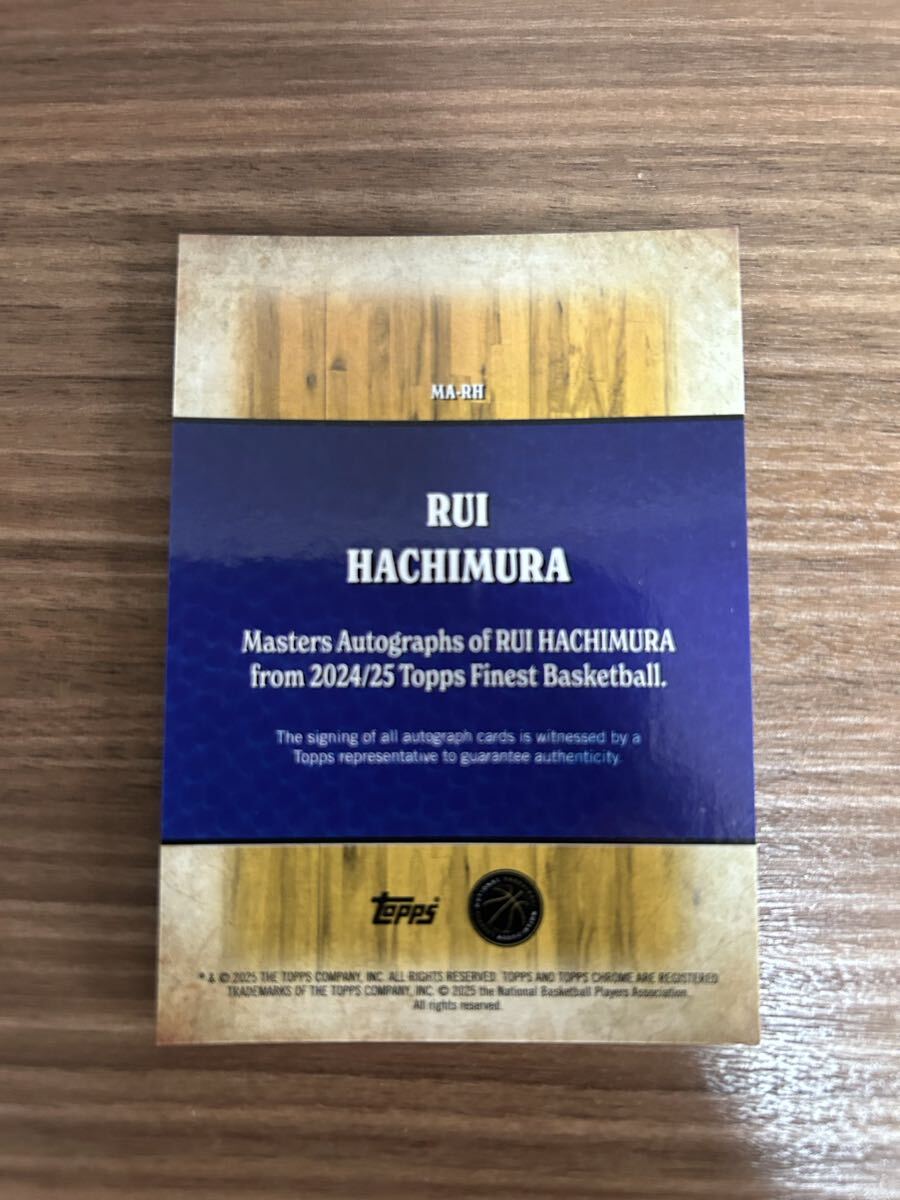 MA-RH
RUI
HACHIMURA
Masters Autographs of RUI HACHIMURA
from 2024/25 Topps Finest Basketball.
The signing of all autograph cards is witnessed by a
Topps representative to guarantee authenticity.
topps
* & © 2025 THE TOPPS COMPANY, INC. ALL RIGHTS RESERVED. TOPPS AND TOPPS CHROME ARE REGISTERED
TRADEMARKS OF THE TOPPS COMPANY, INC. © 2025 the National Basketball Players Association.
All rights reserved.